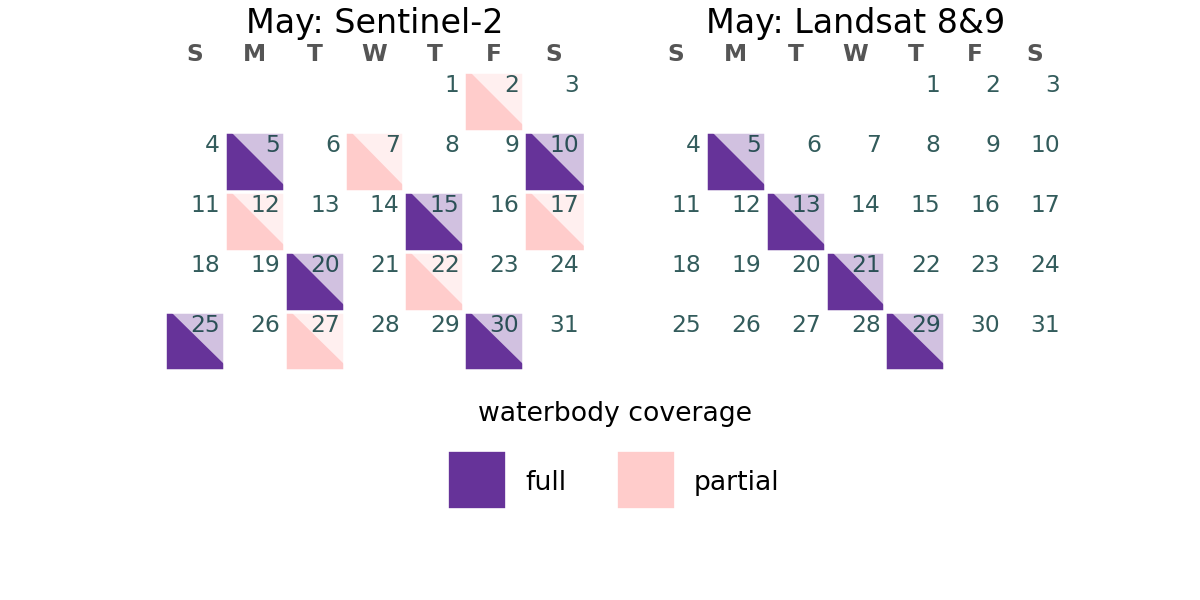 May: Sentinel-2
S M T W T F S
1 2 3
4 5 6 7 8 9 10
11 12 13 14 15 16 17
18 19 20 21 22 23 24
25 26 27 28 29 30 31
May: Landsat 8&9
S M T W T F S
1 2 3
4 5 6 7 8 9 10
11 12 13 14 15 16 17
18 19 20 21 22 23 24
25 26 27 28 29 30 31
waterbody coverage
full
partial